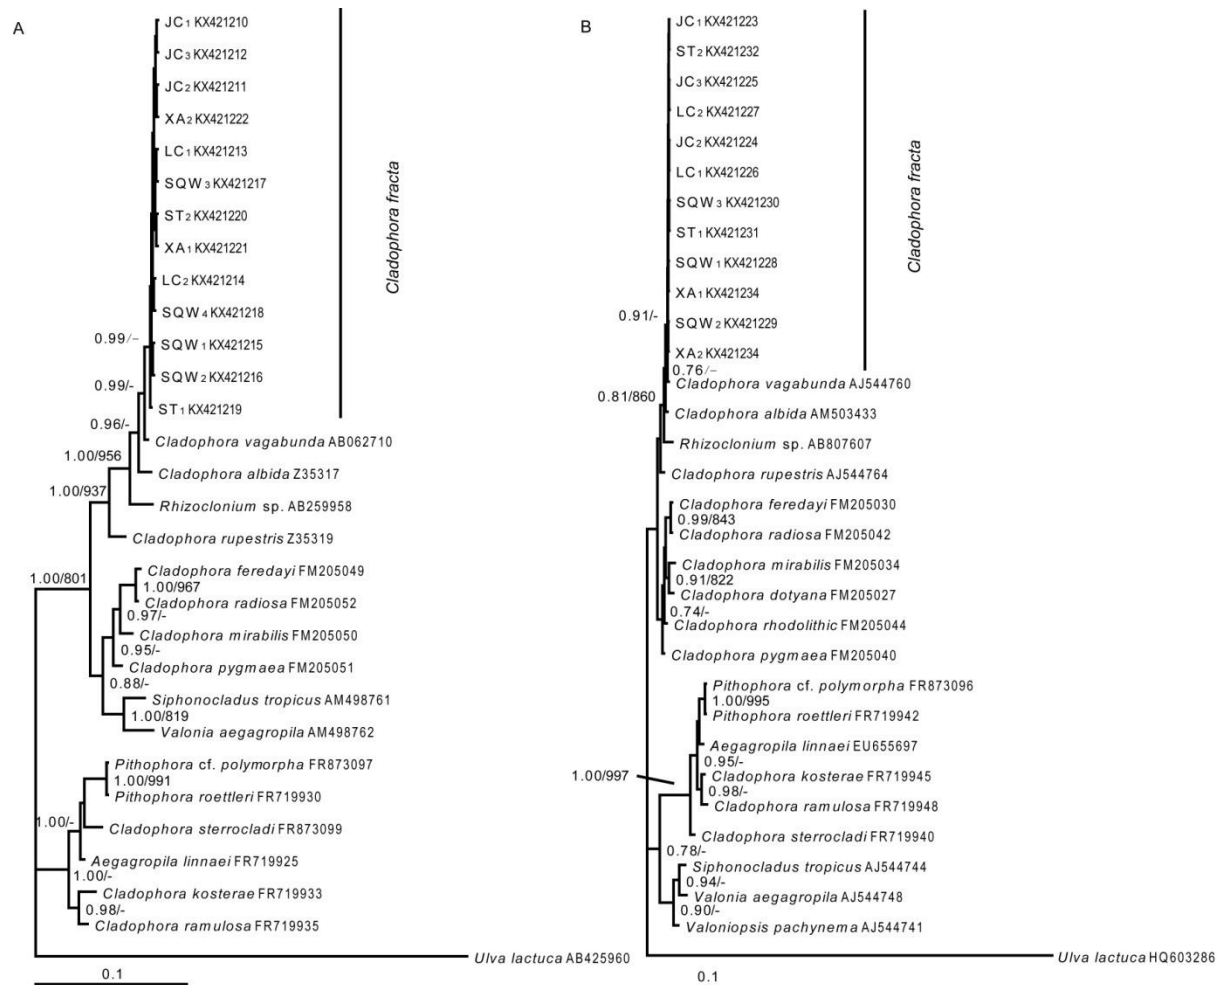 A
JC1 KX421210
JC3 KX421212
JC2 KX421211
XA2 KX421222
LC1 KX421213
SQW3 KX421217
ST2 KX421220
XA1 KX421221
LC2 KX421214
SQW4 KX421218
0.99/–
SQW1 KX421215
SQW2 KX421216
0.99/-
ST1 KX421219
Cladophora fracta
0.96/-
Cladophora vagabunda AB062710
1.00/956
Cladophora albida Z35317
1.00/937
Rhizoclonium sp. AB259958
Cladophora rupestris Z35319
1.00/801
Cladophora feredayi FM205049
1.00/967
Cladophora radiosa FM205052
0.97/-
Cladophora mirabilis FM205050
0.95/-
Cladophora pygmaea FM205051
0.88/-
Siphonocladus tropicus AM498761
1.00/819
Valonia aegagropila AM498762
Pithophora cf. polymorpha FR873097
1.00/991
Pithophora roettleri FR719930
1.00/-
Cladophora sterrocladi FR873099
Aegagropila linnaei FR719925
1.00/-
Cladophora kosterae FR719933
0.98/-
Cladophora ramulosa FR719935
Ulva lactuca AB425960
0.1
B
JC1 KX421223
ST2 KX421232
JC3 KX421225
LC2 KX421227
JC2 KX421224
LC1 KX421226
SQW3 KX421230
ST1 KX421231
SQW1 KX421228
XA1 KX421234
0.91/-
SQW2 KX421229
XA2 KX421234
Cladophora fracta
0.76/–
Cladophora vagabunda AJ544760
0.81/860
Cladophora albida AM503433
Rhizoclonium sp. AB807607
Cladophora rupestris AJ544764
Cladophora feredayi FM205030
0.99/843
Cladophora radiosa FM205042
Cladophora mirabilis FM205034
0.91/822
Cladophora dotyana FM205027
0.74/-
Cladophora rhodolithic FM205044
Cladophora pygmaea FM205040
Pithophora cf. polymorpha FR873096
1.00/995
Pithophora roettleri FR719942
Aegagropila linnaei EU655697
0.95/-
1.00/997
Cladophora kosterae FR719945
0.98/-
Cladophora ramulosa FR719948
Cladophora sterrocladi FR719940
0.78/-
Siphonocladus tropicus AJ544744
0.94/-
Valonia aegagropila AJ544748
0.90/-
Valoniopsis pachynema AJ544741
Ulva lactuca HQ603286
0.1